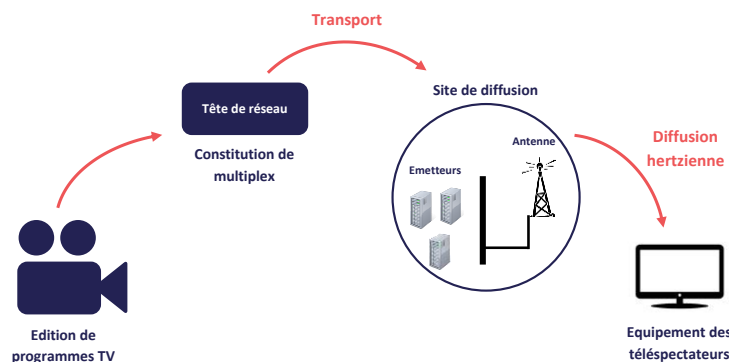 Transport
Tête de réseau
Constitution de
multiplex
Site de diffusion
Antenne
Emetteurs
Diffusion
hertzienne
Edition de
programmes TV
Equipement des
téléspectateurs